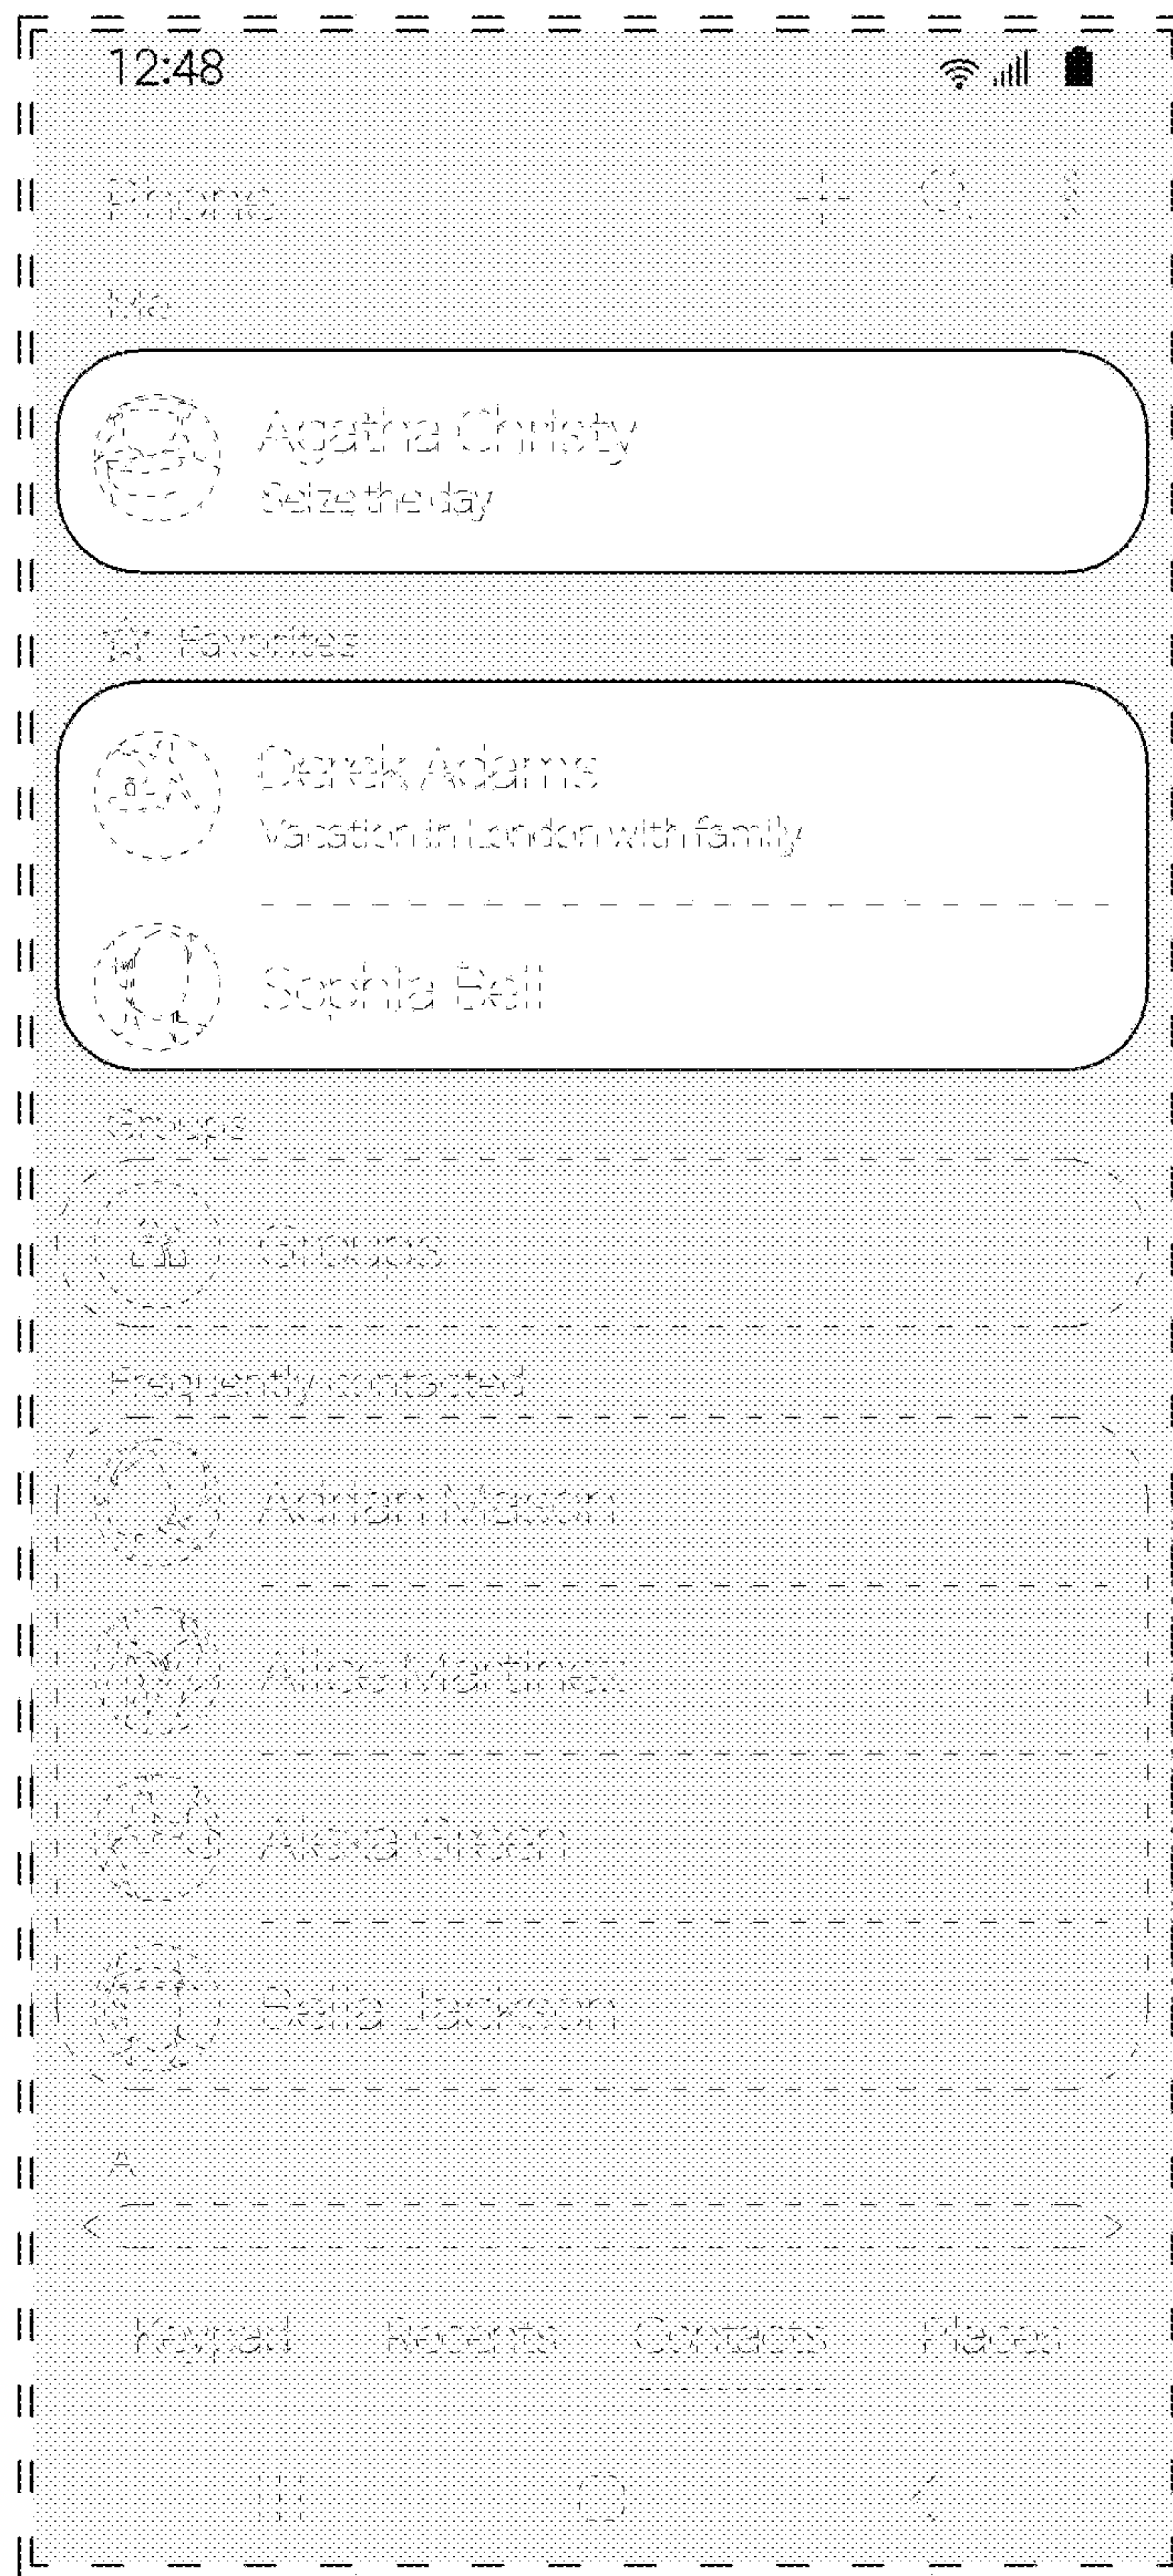 12:48
Phone
Me
Agatha Christy
Seize the day
Favorites
Derek Adams
Vacation in London with family
Sophia Bell
Groups
Groups
Frequently contacted
Adrian Mason
Alice Martinez
Alexa Green
Bella Jackson
A
Keypad Recents Contacts Places